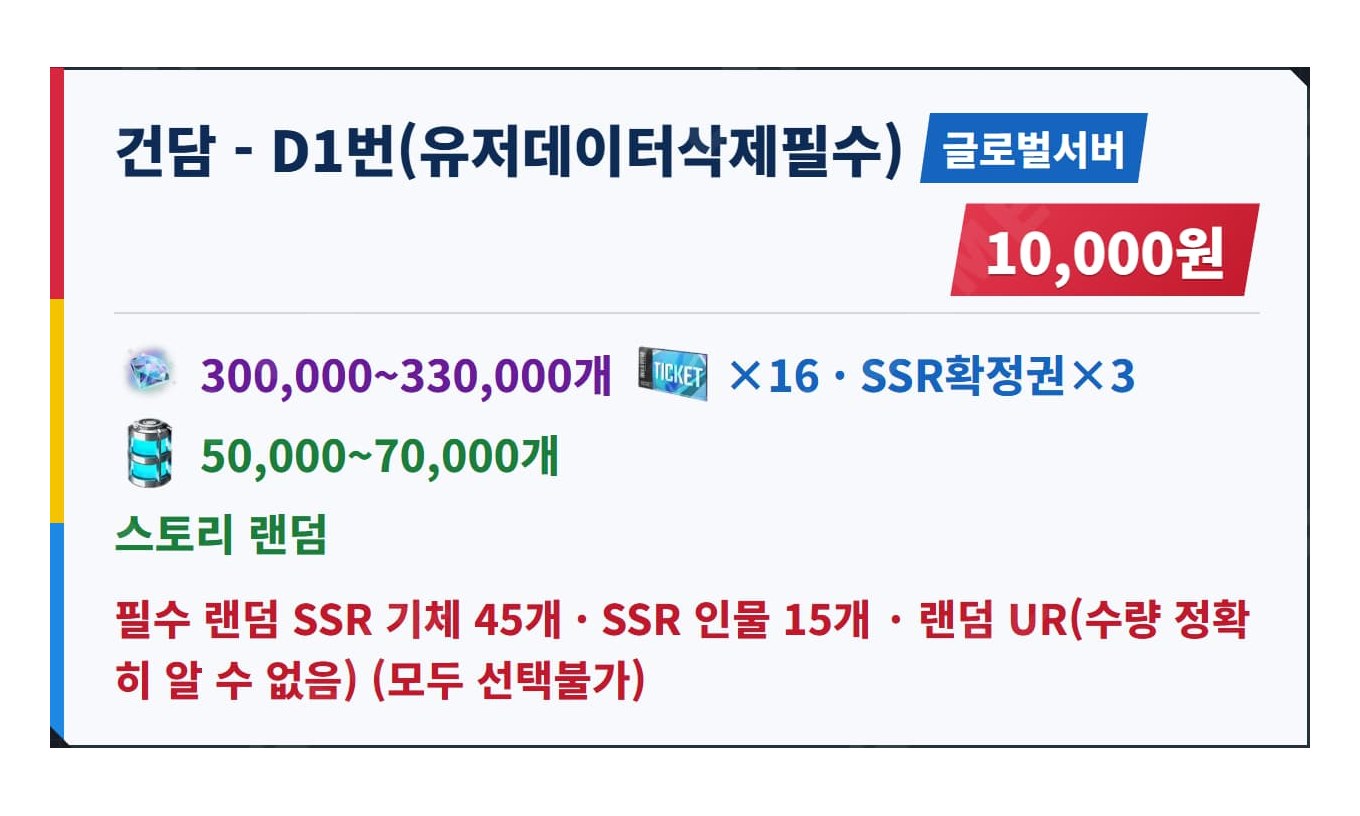 건담 - D1번(유저데이터삭제필수) 글로벌서버
10,000원
300,000~330,000개 TICKET ×16 · SSR확정권×3
50,000~70,000개
스토리 랜덤
필수 랜덤 SSR 기체 45개 · SSR 인물 15개 · 랜덤 UR(수량 정확
히 알 수 없음) (모두 선택불가)